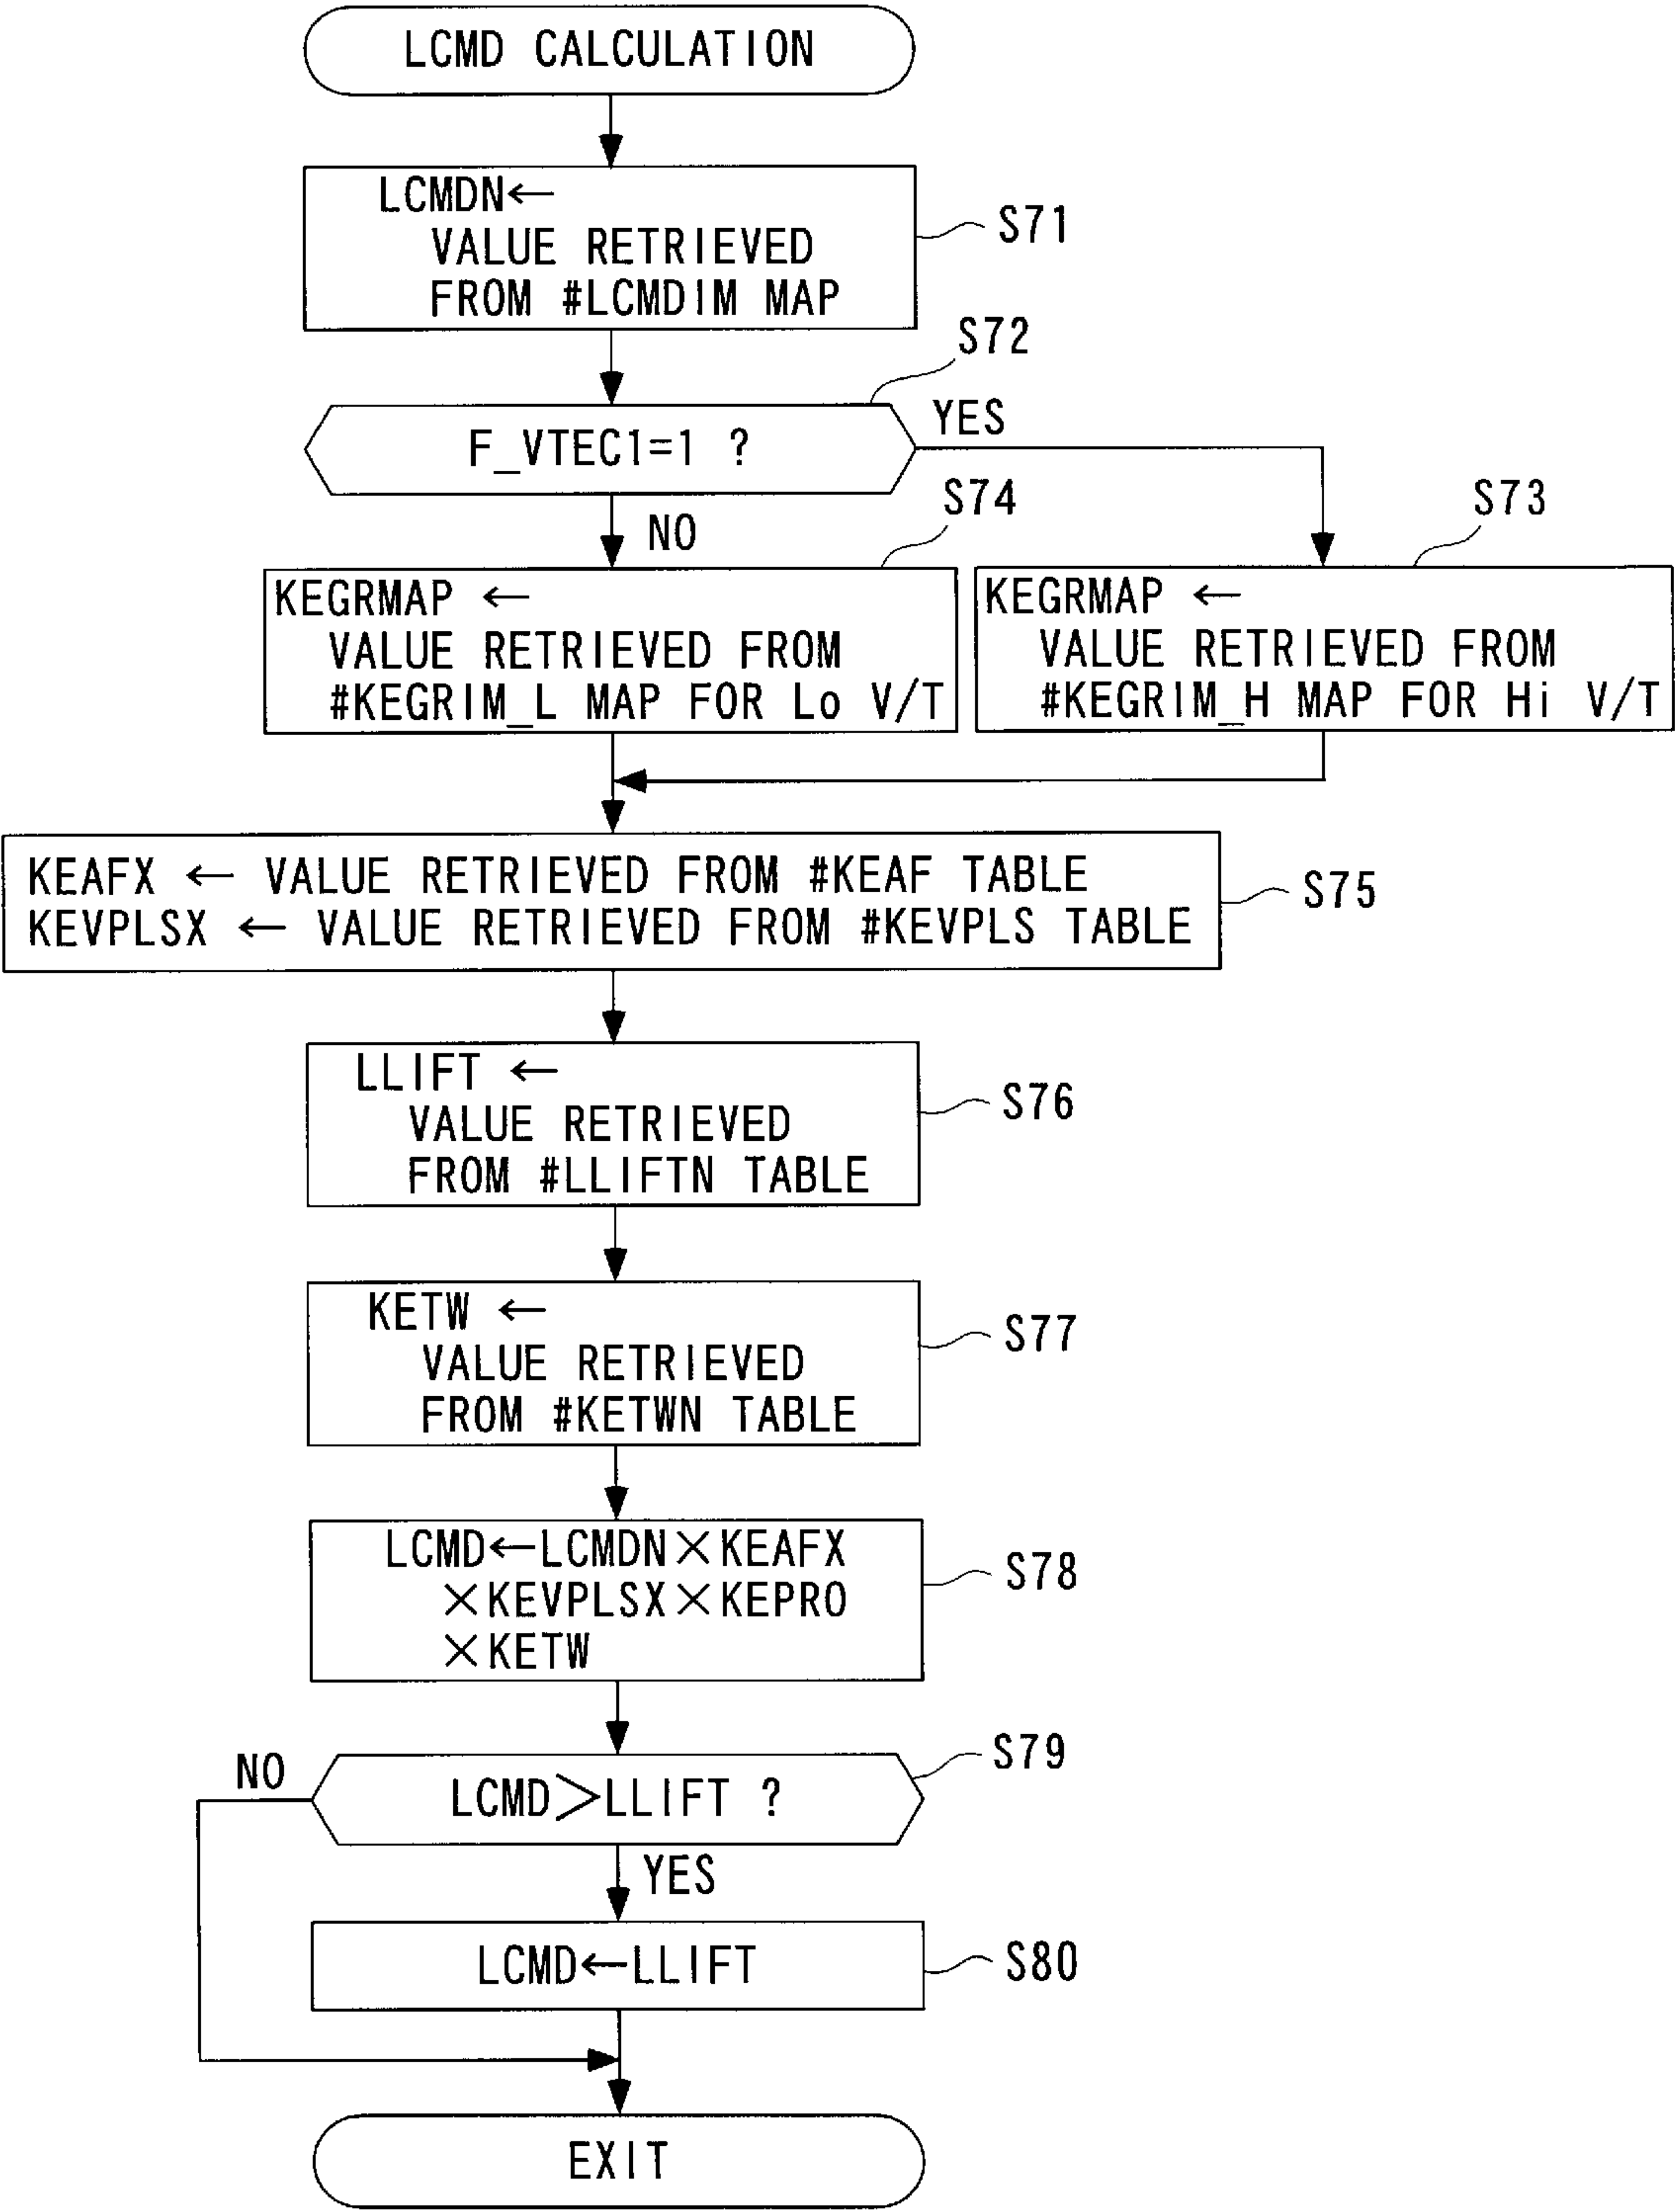 LCMD CALCULATION
LCMDN←
VALUE RETRIEVED
FROM #LCMDIM MAP
S71
S72
F_VTEC1=1 ?
YES
NO
S74
KEGRMAP ←
VALUE RETRIEVED FROM
#KEGRIM_L MAP FOR Lo V/T
S73
KEGRMAP ←
VALUE RETRIEVED FROM
#KEGRIM_H MAP FOR Hi V/T
KEAFX ← VALUE RETRIEVED FROM #KEAF TABLE
KEVPLSX ← VALUE RETRIEVED FROM #KEVPLS TABLE
S75
LLIFT ←
VALUE RETRIEVED
FROM #LLIFTN TABLE
S76
KETW ←
VALUE RETRIEVED
FROM #KETWN TABLE
S77
LCMD←LCMDN×KEAFX
×KEVPLSX×KEPRO
×KETW
S78
S79
NO
LCMD>LLIFT ?
YES
LCMD←LLIFT
S80
EXIT